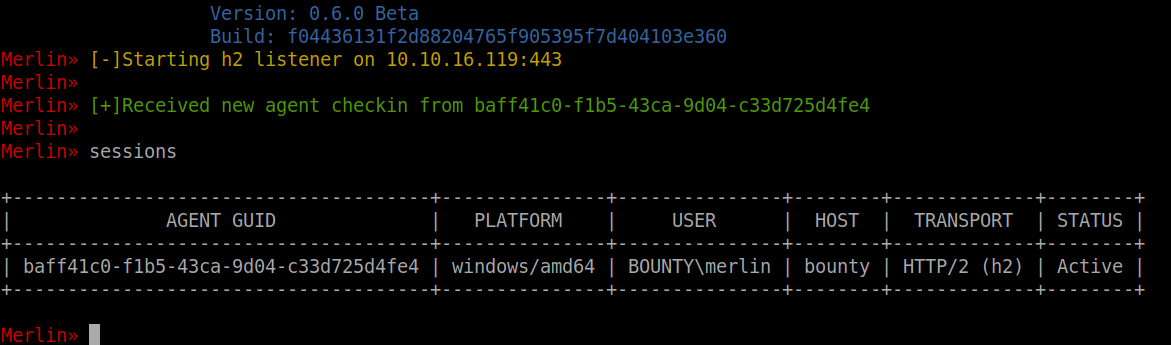 Version: 0.6.0 Beta
Build: f04436131f2d88204765f905395f7d404103e360
Merlin» [-]Starting h2 listener on 10.10.16.119:443
Merlin»
Merlin» [+]Received new agent checkin from baff41c0-f1b5-43ca-9d04-c33d725d4fe4
Merlin»
Merlin» sessions
+--------------------------------------+---------------+---------------+--------+-------------+--------+
| AGENT GUID | PLATFORM | USER | HOST | TRANSPORT | STATUS |
+--------------------------------------+---------------+---------------+--------+-------------+--------+
| baff41c0-f1b5-43ca-9d04-c33d725d4fe4 | windows/amd64 | BOUNTY\merlin | bounty | HTTP/2 (h2) | Active |
+--------------------------------------+---------------+---------------+--------+-------------+--------+
Merlin»